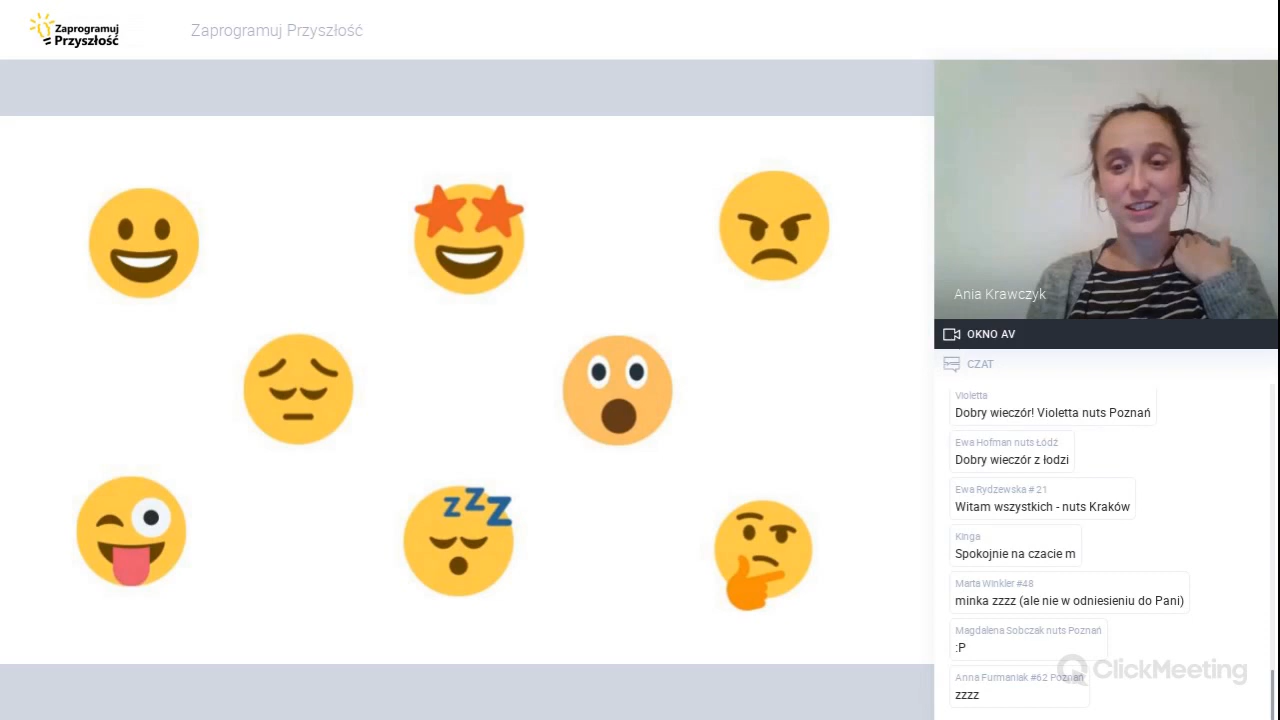 Zaprogramuj
Przyszłość
Zaprogramuj Przyszłość
zzz
Ania Krawczyk
OKNO AV
CZAT
Violetta
Dobry wieczór! Violetta nuts Poznań
Ewa Hofman nuts Łódź
Dobry wieczór z łodzi
Ewa Rydzewska # 21
Witam wszystkich - nuts Kraków
Kinga
Spokojnie na czacie m
Marta Winkler #48
minka zzzz (ale nie w odniesieniu do Pani)
Magdalena Sobczak nuts Poznań
:P
ClickMeeting
Anna Furmaniak #62 Poznań
zzzz